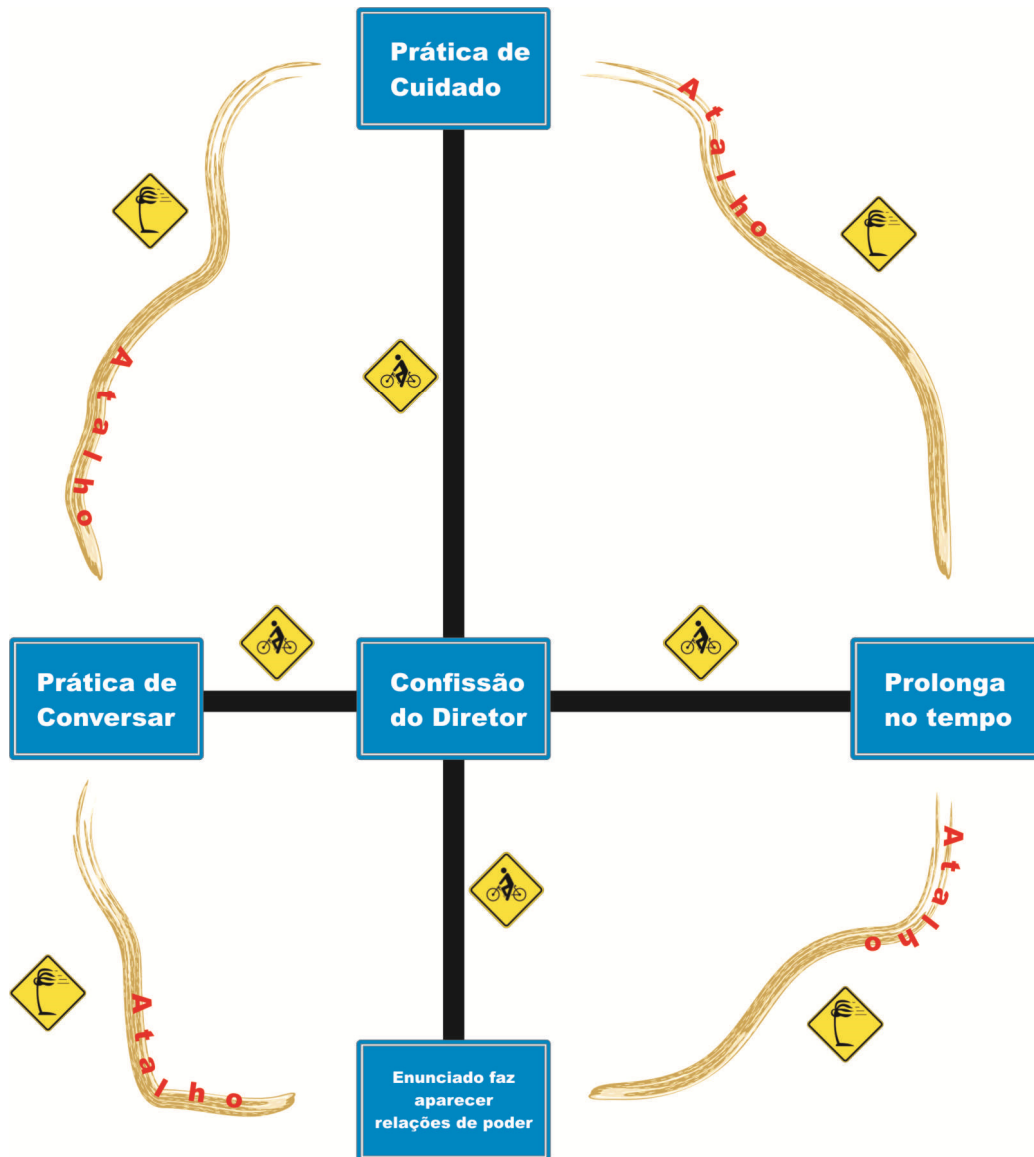 Prática de
Cuidado
Atalho
Atalho
Prática de
Conversar
Confissão
do Diretor
Prolonga
no tempo
Atalho
Atalho
Enunciado faz
aparecer
relações de poder